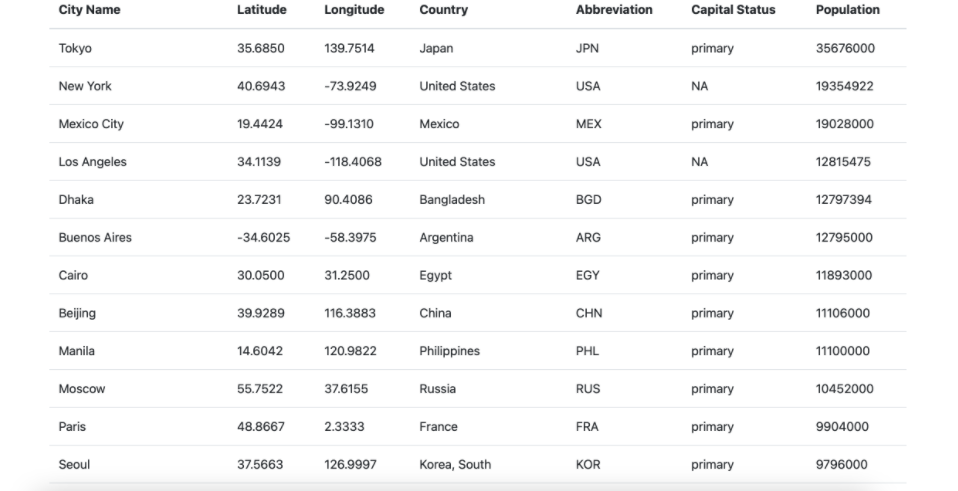 City Name Latitude Longitude Country Abbreviation Capital Status Population
Tokyo 35.6850 139.7514 Japan JPN primary 35676000
New York 40.6943 -73.9249 United States USA NA 19354922
Mexico City 19.4424 -99.1310 Mexico MEX primary 19028000
Los Angeles 34.1139 -118.4068 United States USA NA 12815475
Dhaka 23.7231 90.4086 Bangladesh BGD primary 12797394
Buenos Aires -34.6025 -58.3975 Argentina ARG primary 12795000
Cairo 30.0500 31.2500 Egypt EGY primary 11893000
Beijing 39.9289 116.3883 China CHN primary 11106000
Manila 14.6042 120.9822 Philippines PHL primary 11100000
Moscow 55.7522 37.6155 Russia RUS primary 10452000
Paris 48.8667 2.3333 France FRA primary 9904000
Seoul 37.5663 126.9997 Korea, South KOR primary 9796000